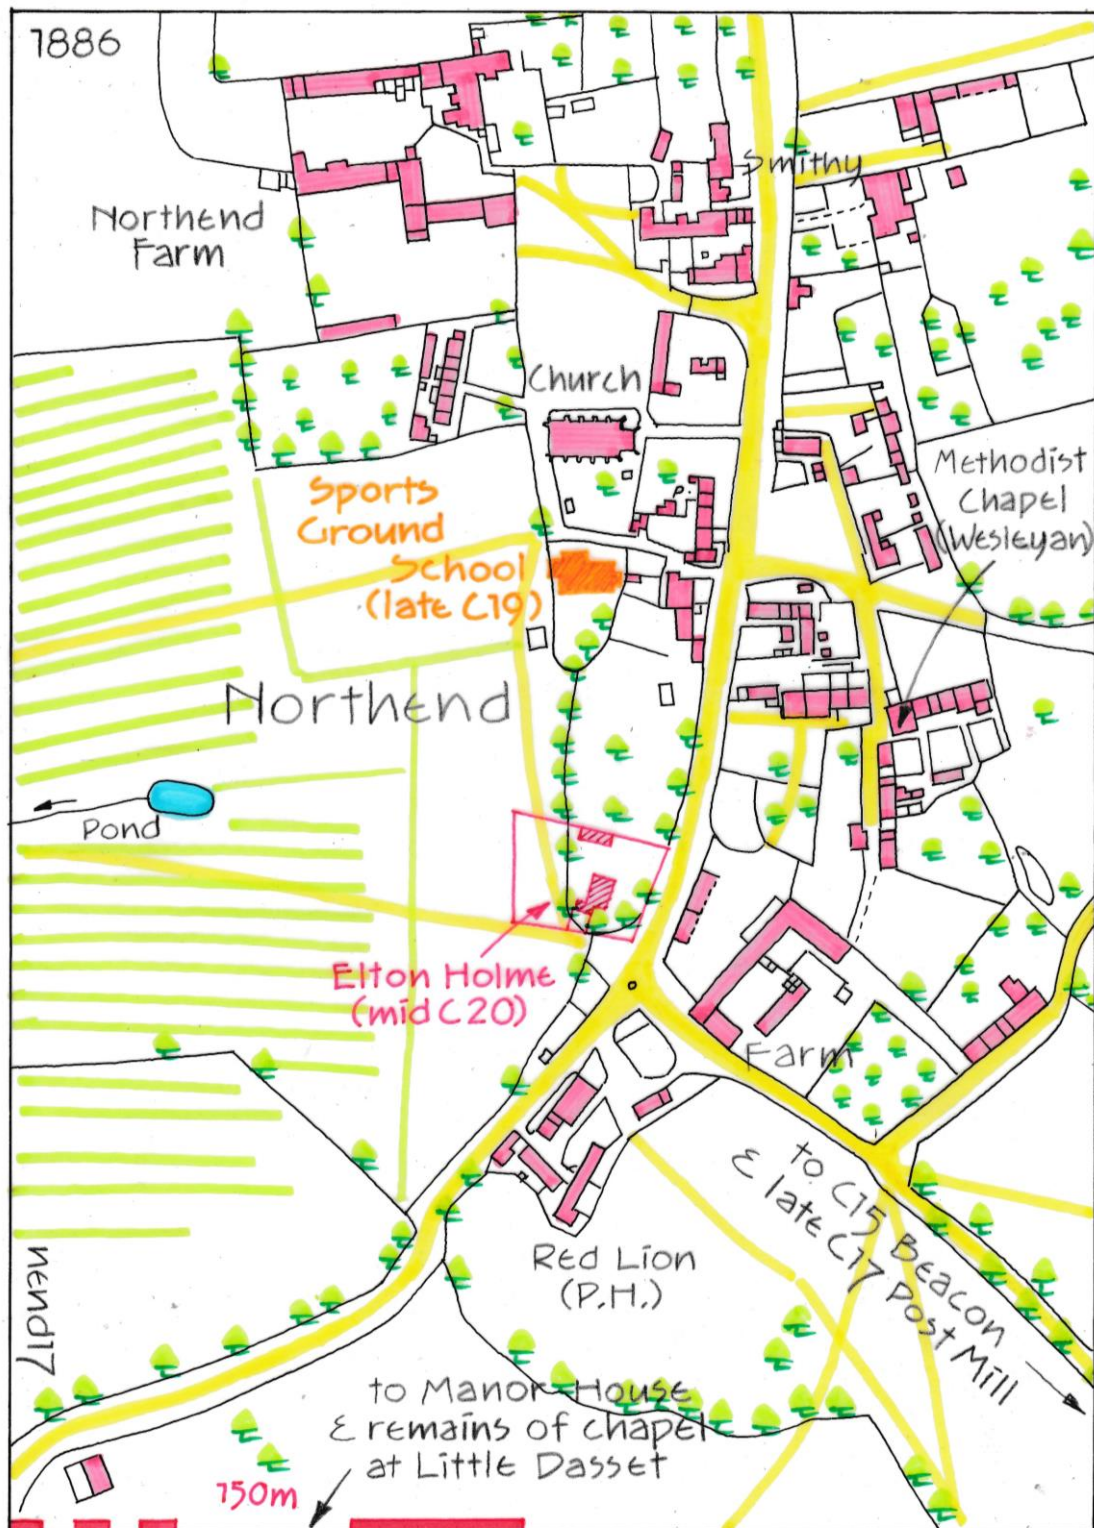 1886
Smithy
Northend
Farm
Church
Methodist
Chapel
(Wesleyan)
Sports
Ground
School
(late C19)
Northend
Pond
Elton Holme
(mid C20)
Farm
to C15 Beacon
& late C17 Post Mill
Red Lion
(P.H.)
nend17
to Manor House
& remains of chapel
at Little Dasset
150m